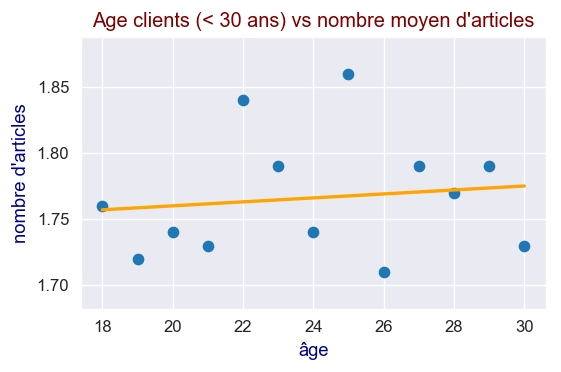 Age clients (< 30 ans) vs nombre moyen d'articles
1.85
1.80
1.75
1.70
nombre d'articles
18 20 22 24 26 28 30
âge